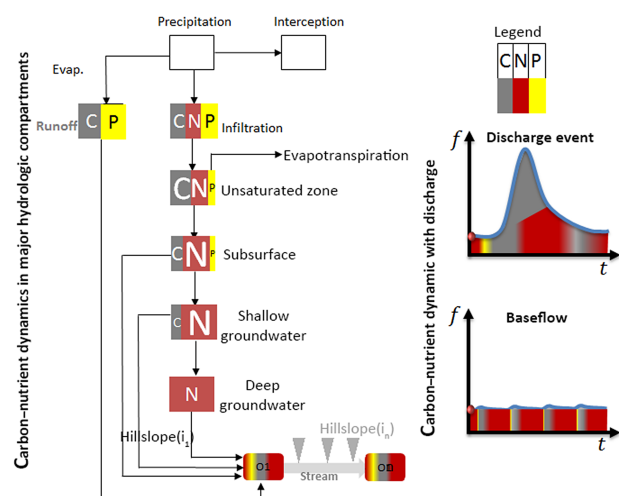 Carbon-nutrient dynamics in major hydrologic compartments
Precipitation
Interception
Evap.
Runoff
C P
C N P
Infiltration
Evapotranspiration
C N P
Unsaturated zone
C N P
Subsurface
C N
Shallow
groundwater
N
Deep
groundwater
Hillslope(i1)
Hillslope(in)
O1
Stream
Legend
C N P
Carbon-nutrient dynamic with discharge
f
Discharge event
t
f
Baseflow
t